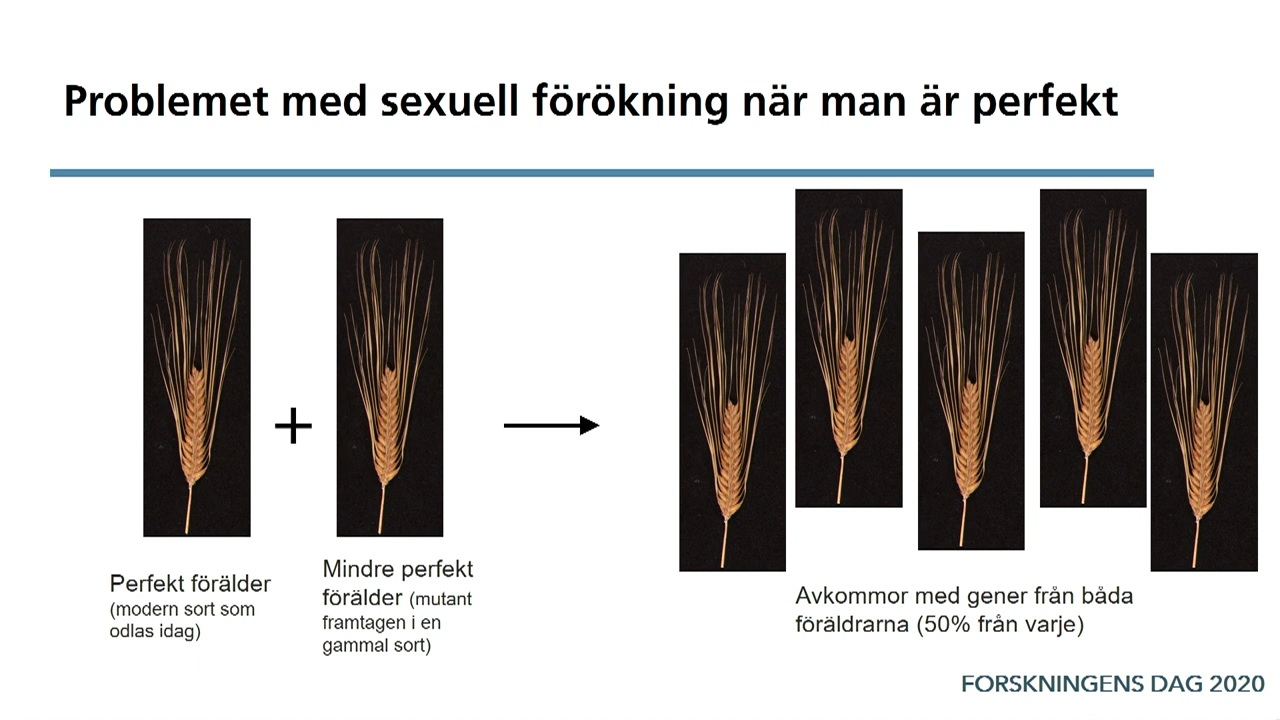 Problemet med sexuell förökning när man är perfekt
+
Perfekt förälder
(modern sort som
odlas idag)
Mindre perfekt
förälder (mutant
framtagen i en
gammal sort)
Avkommor med gener från båda
föräldrarna (50% från varje)
FORSKNINGENS DAG 2020